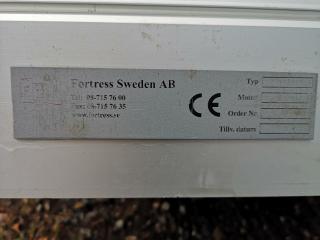 Fortress Sweden AB
Tel: 08-715 76 00
Fax: 08-715 76 35
www.fortress.se
CE
Typ
Motor
Order Nr
Tillv. datum